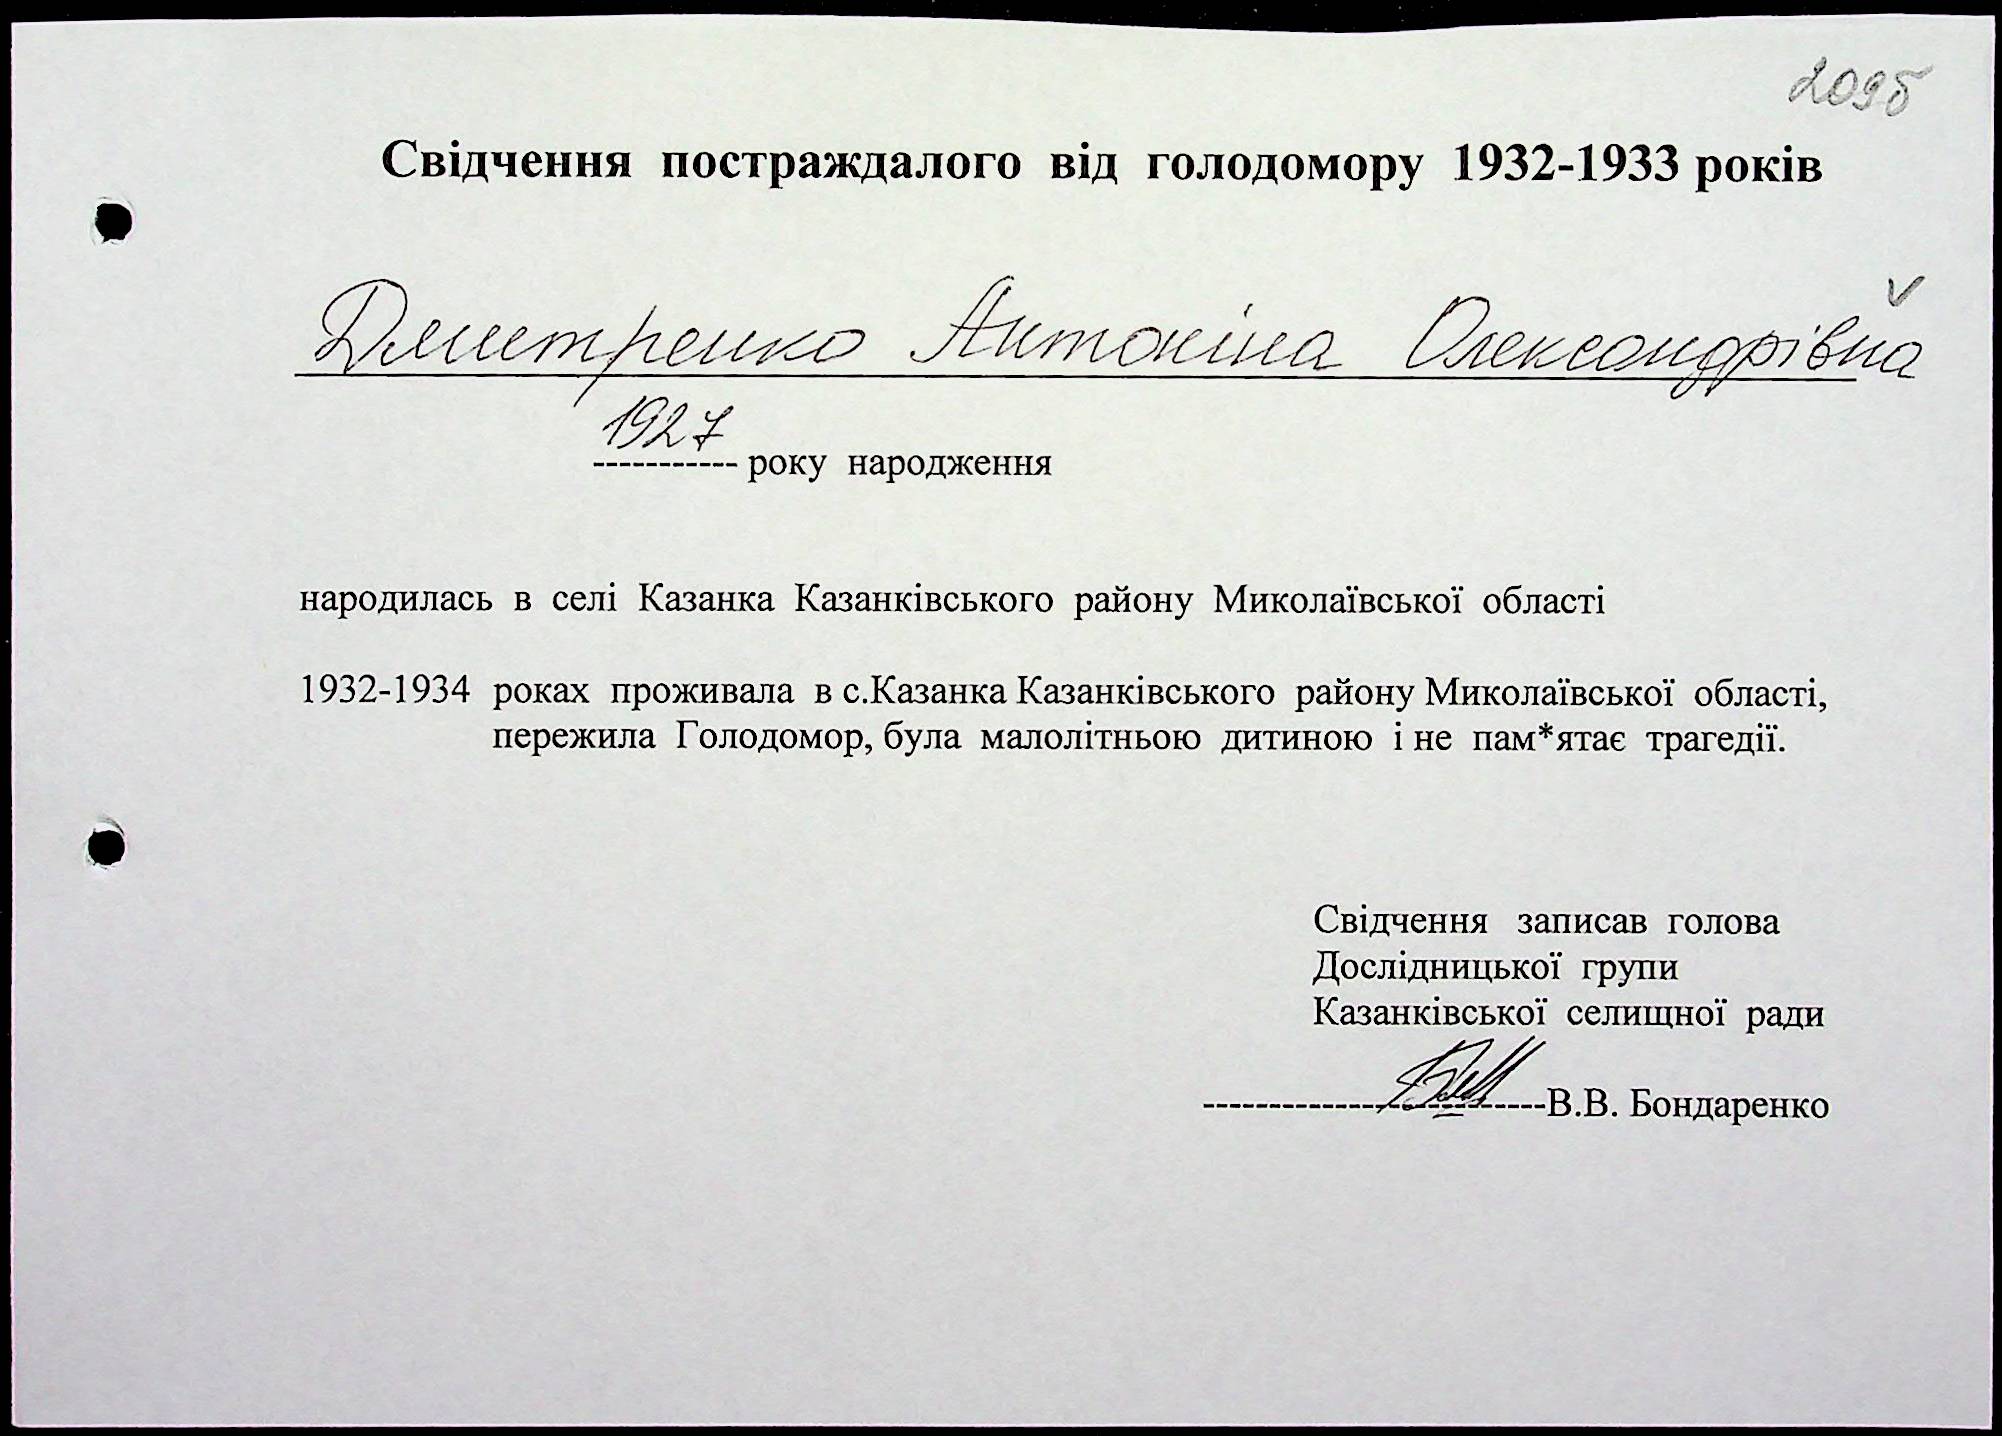 2095
Свідчення постраждалого від голодомору 1932-1933 років
Дмитренко Антоніна Олександрівна
1927
----------- року народження
народилась в селі Казанка Казанківського району Миколаївської області
1932-1934 роках проживала в с.Казанка Казанківського району Миколаївської області,
пережила Голодомор, була малолітньою дитиною і не пам*ятає трагедії.
Свідчення записав голова
Дослідницької групи
Казанківської селищної ради
--------------------------В.В. Бондаренко